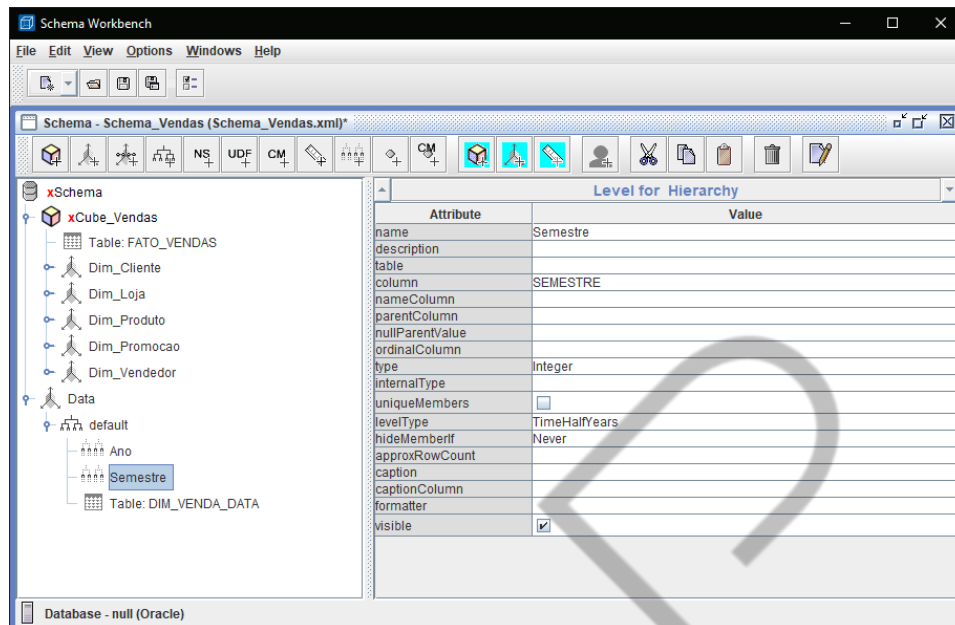 Schema Workbench
File Edit View Options Windows Help
Schema - Schema_Vendas (Schema_Vendas.xml)*
NS UDF CM CM
xSchema
xCube_Vendas
Table: FATO_VENDAS
Dim_Cliente
Dim_Loja
Dim_Produto
Dim_Promocao
Dim_Vendedor
Data
default
Ano
Semestre
Table: DIM_VENDA_DATA
Level for Hierarchy
Attribute Value
name Semestre
description
table
column SEMESTRE
nameColumn
parentColumn
nullParentValue
ordinalColumn
type Integer
internalType
uniqueMembers
levelType TimeHalfYears
hideMemberIf Never
approxRowCount
caption
captionColumn
formatter
visible
Database - null (Oracle)